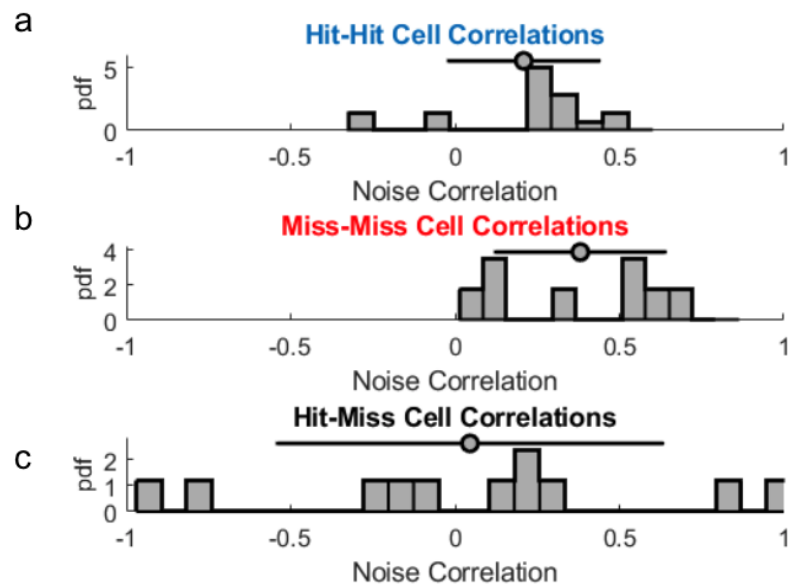 a
Hit-Hit Cell Correlations
pdf
5
0
-1 -0.5 0 0.5 1
Noise Correlation
b
Miss-Miss Cell Correlations
pdf
4
2
0
-1 -0.5 0 0.5 1
Noise Correlation
c
Hit-Miss Cell Correlations
pdf
2
1
0
-1 -0.5 0 0.5 1
Noise Correlation